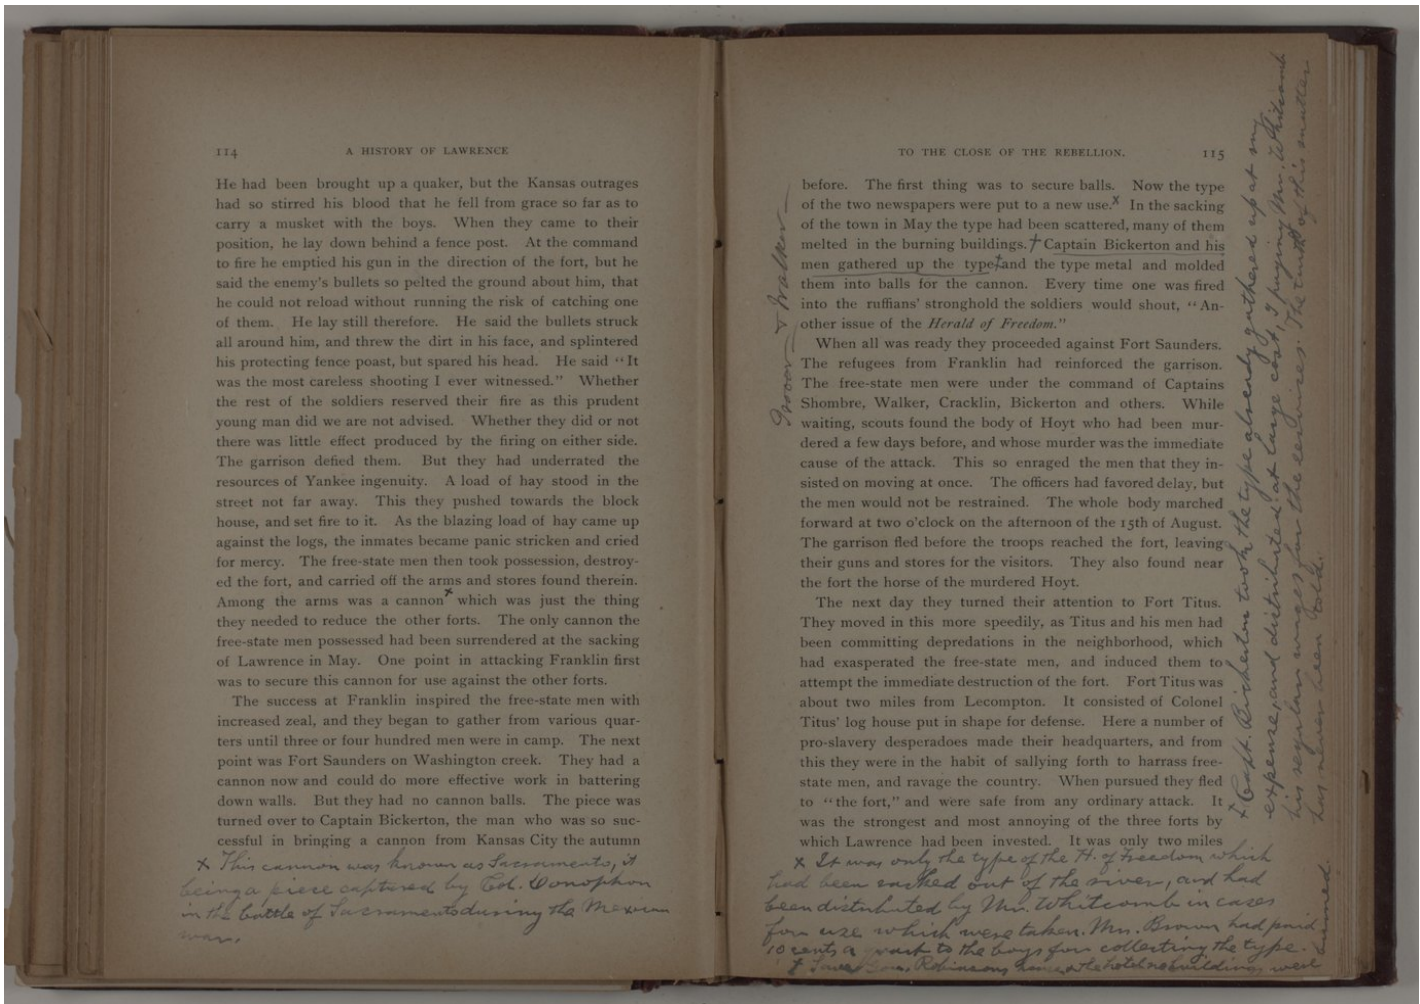 114 A HISTORY OF LAWRENCE
He had been brought up a quaker, but the Kansas outrages
had so stirred his blood that he fell from grace so far as to
carry a musket with the boys. When they came to their
position, he lay down behind a fence post. At the command
to fire he emptied his gun in the direction of the fort, but he
said the enemy's bullets so pelted the ground about him, that
he could not reload without running the risk of catching one
of them. He lay still therefore. He said the bullets struck
all around him, and threw the dirt in his face, and splintered
his protecting fence poast, but spared his head. He said "It
was the most careless shooting I ever witnessed." Whether
the rest of the soldiers reserved their fire as this prudent
young man did we are not advised. Whether they did or not
there was little effect produced by the firing on either side.
The garrison defied them. But they had underrated the
resources of Yankee ingenuity. A load of hay stood in the
street not far away. This they pushed towards the block
house, and set fire to it. As the blazing load of hay came up
against the logs, the inmates became panic stricken and cried
for mercy. The free-state men then took possession, destroy-
ed the fort, and carried off the arms and stores found therein.
Among the arms was a cannon x which was just the thing
they needed to reduce the other forts. The only cannon the
free-state men possessed had been surrendered at the sacking
of Lawrence in May. One point in attacking Franklin first
was to secure this cannon for use against the other forts.
The success at Franklin inspired the free-state men with
increased zeal, and they began to gather from various quar-
ters until three or four hundred men were in camp. The next
point was Fort Saunders on Washington creek. They had a
cannon now and could do more effective work in battering
down walls. But they had no cannon balls. The piece was
turned over to Captain Bickerton, the man who was so suc-
cessful in bringing a cannon from Kansas City the autumn
x This cannon was known as Sacramento, it
being a piece captured by Col. Donophon
in the battle of Sacramento during the Mexican
war.
TO THE CLOSE OF THE REBELLION. 115
before. The first thing was to secure balls. Now the type
of the two newspapers were put to a new use. x In the sacking
of the town in May the type had been scattered, many of them
melted in the burning buildings. † Captain Bickerton and his
men gathered up the type ‡ and the type metal and molded
them into balls for the cannon. Every time one was fired
into the ruffians' stronghold the soldiers would shout, "An-
other issue of the Herald of Freedom."
When all was ready they proceeded against Fort Saunders.
The refugees from Franklin had reinforced the garrison.
The free-state men were under the command of Captains
Shombre, Walker, Cracklin, Bickerton and others. While
waiting, scouts found the body of Hoyt who had been mur-
dered a few days before, and whose murder was the immediate
cause of the attack. This so enraged the men that they in-
sisted on moving at once. The officers had favored delay, but
the men would not be restrained. The whole body marched
forward at two o'clock on the afternoon of the 15th of August.
The garrison fled before the troops reached the fort, leaving
their guns and stores for the visitors. They also found near
the fort the horse of the murdered Hoyt.
The next day they turned their attention to Fort Titus.
They moved in this more speedily, as Titus and his men had
been committing depredations in the neighborhood, which
had exasperated the free-state men, and induced them to
attempt the immediate destruction of the fort. Fort Titus was
about two miles from Lecompton. It consisted of Colonel
Titus' log house put in shape for defense. Here a number of
pro-slavery desperadoes made their headquarters, and from
this they were in the habit of sallying forth to harrass free-
state men, and ravage the country. When pursued they fled
to "the fort," and were safe from any ordinary attack. It
was the strongest and most annoying of the three forts by
which Lawrence had been invested. It was only two miles
x It was only the type of the H. of Freedom which
had been sacked out of the river, and had
been distributed by Mr. Whitcomb in cases
for use which were taken. Mrs. Brown had paid
10 cents a quart to the boys for collecting the type.
† Save Gov. Robinsons house & the hotel no buildings were
burned.
Grover & Walker
‡ Capt. Bickerton took the type already gathered up at my
expense, and distributed at large cost, I paying Mr. Whitcomb
his regular wages for the services. The truth of this matter
has never been told.